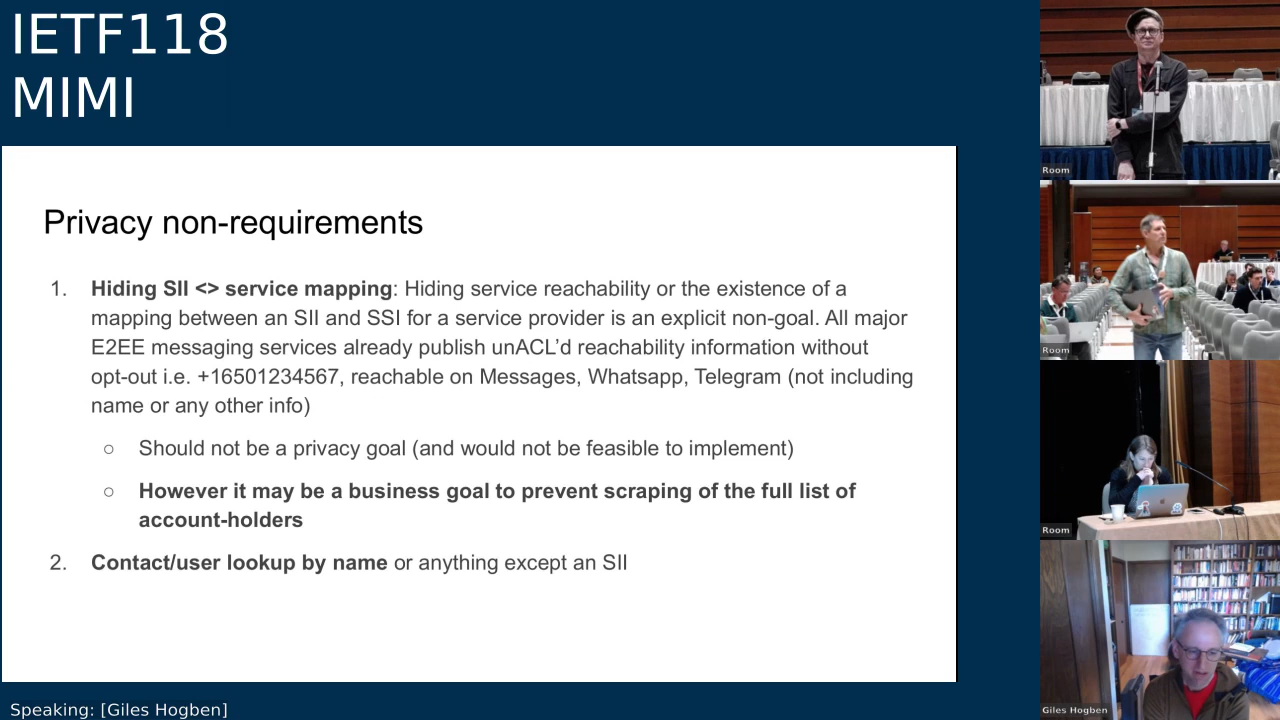 IETF118
MIMI
Privacy non-requirements
1. Hiding SII <> service mapping: Hiding service reachability or the existence of a
mapping between an SII and SSI for a service provider is an explicit non-goal. All major
E2EE messaging services already publish unACL’d reachability information without
opt-out i.e. +16501234567, reachable on Messages, Whatsapp, Telegram (not including
name or any other info)
○ Should not be a privacy goal (and would not be feasible to implement)
○ However it may be a business goal to prevent scraping of the full list of
account-holders
2. Contact/user lookup by name or anything except an SII
Speaking: [Giles Hogben]
Room
Room
Room
Giles Hogben